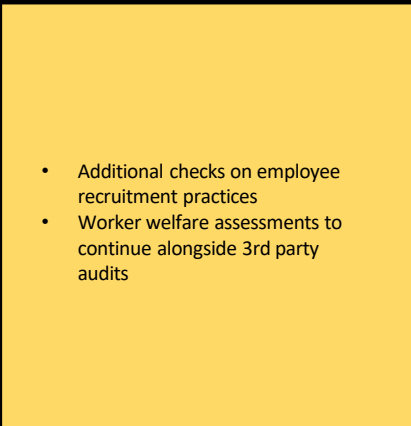 • Additional checks on employee
recruitment practices
• Worker welfare assessments to
continue alongside 3rd party
audits